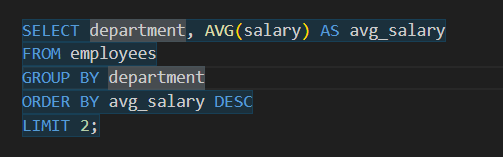 SELECT department, AVG(salary) AS avg_salary
FROM employees
GROUP BY department
ORDER BY avg_salary DESC
LIMIT 2;